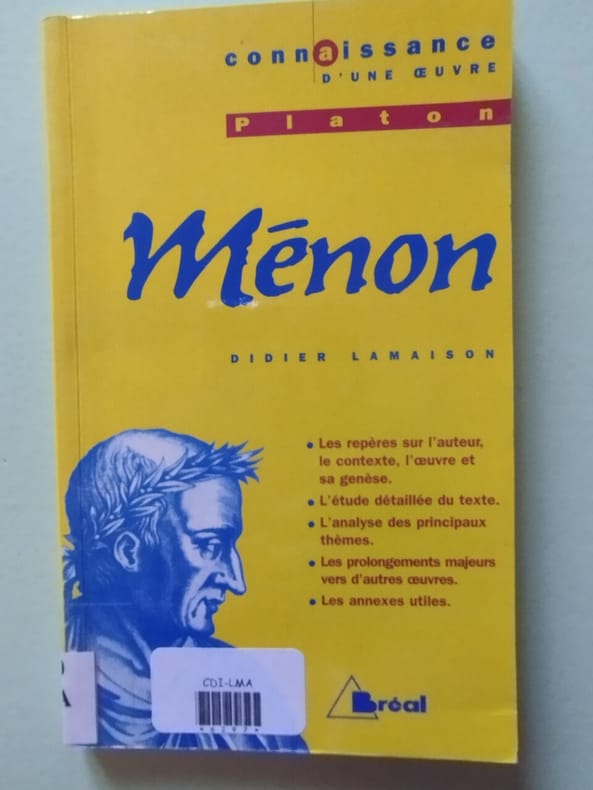 connaissance
D'UNE ŒUVRE
Platon
Ménon
DIDIER LAMAISON
• Les repères sur l'auteur,
le contexte, l'œuvre et
sa genèse.
• L'étude détaillée du texte.
• L'analyse des principaux
thèmes.
• Les prolongements majeurs
vers d'autres œuvres.
• Les annexes utiles.
CDI-LMA
Bréal